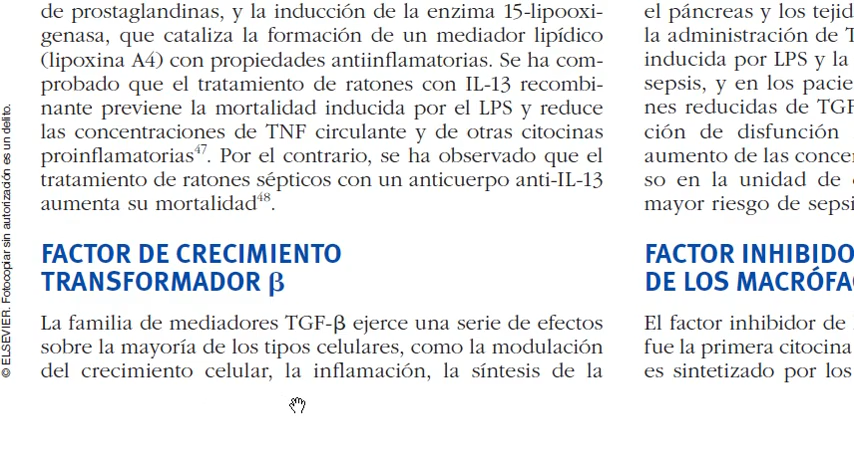 de prostaglandinas, y la inducción de la enzima 15-lipooxi-
genasa, que cataliza la formación de un mediador lipídico
(lipoxina A4) con propiedades antiinflamatorias. Se ha com-
probado que el tratamiento de ratones con IL-13 recombi-
nante previene la mortalidad inducida por el LPS y reduce
las concentraciones de TNF circulante y de otras citocinas
proinflamatorias47. Por el contrario, se ha observado que el
tratamiento de ratones sépticos con un anticuerpo anti-IL-13
aumenta su mortalidad48.
FACTOR DE CRECIMIENTO
TRANSFORMADOR β
La familia de mediadores TGF-β ejerce una serie de efectos
sobre la mayoría de los tipos celulares, como la modulación
del crecimiento celular, la inflamación, la síntesis de la
el páncreas y los tejid
la administración de T
inducida por LPS y la
sepsis, y en los pacie
nes reducidas de TGF
ción de disfunción
aumento de las concen
so en la unidad de
mayor riesgo de sepsi
FACTOR INHIBIDO
DE LOS MACRÓFA
El factor inhibidor de
fue la primera citocina
es sintetizado por los
© ELSEVIER. Fotocopiar sin autorización es un delito.